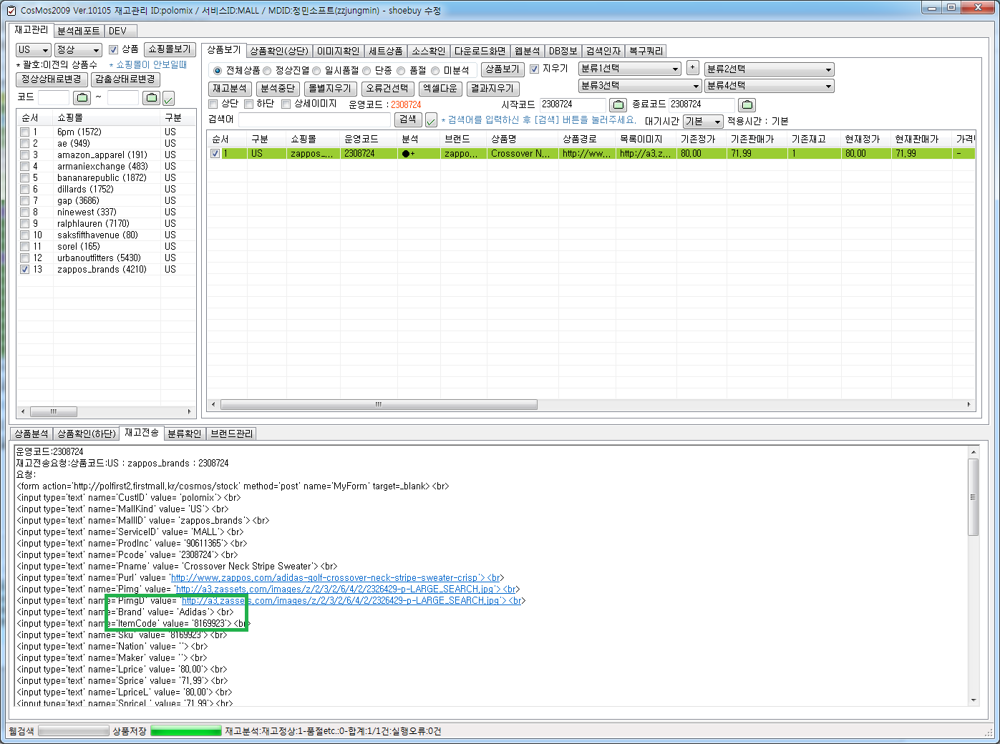 CosMos2009 Ver.10105 재고관리 ID:polomix / 서비스ID:MALL / MDID:정민소프트(zzjungmin) - shoebuy 수정
재고관리 분석레포트 DEV
US 정상 상품 쇼핑몰보기
* 괄호:이전의 상품수 * 쇼핑몰이 안보일때
정상상태로변경 감춤상태로변경
코드 ~
순서 쇼핑몰 구분
1 6pm (1572) US
2 ae (949) US
3 amazon_apparel (191) US
4 armaniexchange (483) US
5 bananarepublic (1872) US
6 dillards (1752) US
7 gap (3686) US
8 ninewest (337) US
9 ralphlauren (7170) US
10 saksfifthavenue (80) US
11 sorel (165) US
12 urbanoutfitters (5430) US
13 zappos_brands (4210) US
상품보기 상품확인(상단) 이미지확인 세트상품 소스확인 다운로드화면 웹분석 DB정보 검색인자 복구쿼리
전체상품 정상진열 일시품절 단종 품절 미분석 상품보기 지우기 분류1선택 + 분류2선택
재고분석 분석중단 몰별지우기 오류건선택 엑셀다운 결과지우기 분류3선택 분류4선택
상단 하단 상세이미지 운영코드 : 2308724 시작코드 2308724 종료코드 2308724
검색어 검색 * 검색어를 입력하신 후 [검색] 버튼을 눌러주세요. 대기시간 기본 적용시간 : 기본
순서 구분 쇼핑몰 운영코드 분석 브랜드 상품명 상품경로 목록이미지 기존정가 기존판매가 기존재고 현재정가 현재판매가
1 US zappos_... 2308724 ●+ zappo... Crossover N... http://ww... http://a3.z... 80.00 71.99 1 80.00 71.99 -
상품분석 상품확인(하단) 재고전송 분류확인 브랜드관리
운영코드:2308724
재고전송요청:상품코드:US : zappos_brands : 2308724
요청:
<form action='http://polfirst2.firstmall.kr/cosmos/stock' method='post' name='MyForm' target=_blank><br>
<input type='text' name='CustID' value= 'polomix'><br>
<input type='text' name='MallKind' value= 'US'><br>
<input type='text' name='MallID' value= 'zappos_brands'><br>
<input type='text' name='ServiceID' value= 'MALL'><br>
<input type='text' name='ProdInc' value= '90611365'><br>
<input type='text' name='Pcode' value= '2308724'><br>
<input type='text' name='Pname' value= 'Crossover Neck Stripe Sweater'><br>
<input type='text' name='Purl' value= 'http://www.zappos.com/adidas-golf-crossover-neck-stripe-sweater-crisp'><br>
<input type='text' name='Pimg' value= 'http://a3.zassets.com/images/z/2/3/2/6/4/2/2326429-p-LARGE_SEARCH.jpg'><br>
<input type='text' name='PimgD' value= 'http://a3.zassets.com/images/z/2/3/2/6/4/2/2326429-p-LARGE_SEARCH.jpg'><br>
<input type='text' name='Brand' value= 'Adidas'><br>
<input type='text' name='ItemCode' value= '8169923'><br>
<input type='text' name='Sku' value= '8169923'><br>
<input type='text' name='Nation' value= ''><br>
<input type='text' name='Maker' value= ''><br>
<input type='text' name='Lprice' value= '80.00'><br>
<input type='text' name='Sprice' value= '71.99'><br>
<input type='text' name='LpriceL' value= '80.00'><br>
<input type='text' name='SpriceL' value= '71.99'><br>
웹검색 상품저장 재고분석:재고정상:1-품절etc.:0-합계:1/1건:실행오류:0건